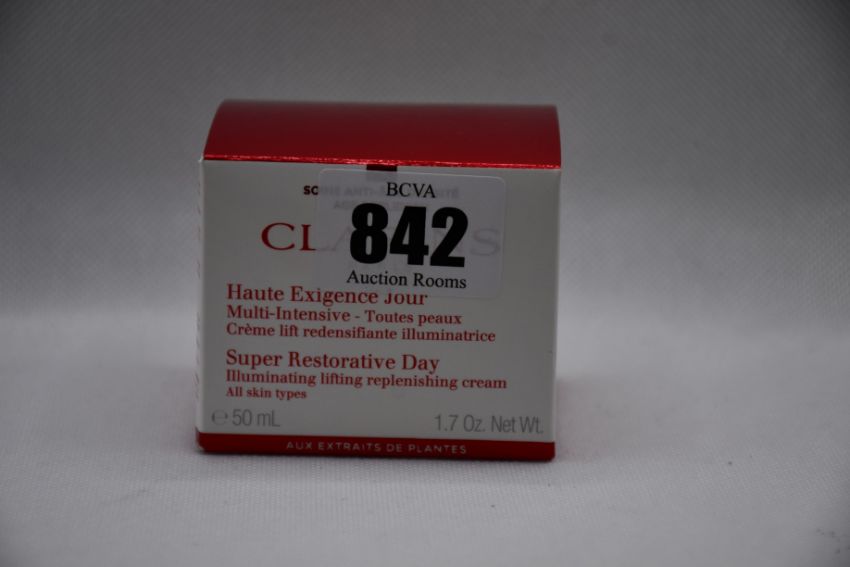 BCVA
842
Auction Rooms
Haute Exigence Jour
Multi-Intensive - Toutes peaux
Crème lift redensifiante illuminatrice
Super Restorative Day
Illuminating lifting replenishing cream
All skin types
℮ 50 mL
1.7 Oz. Net Wt.
AUX EXTRAITS DE PLANTES